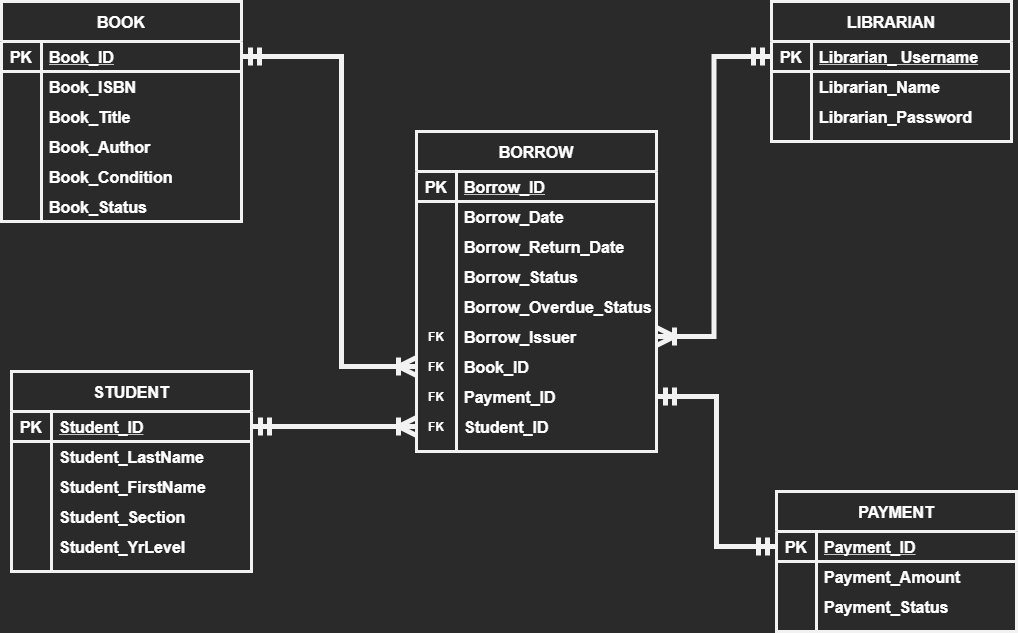 BOOK
PK Book_ID
Book_ISBN
Book_Title
Book_Author
Book_Condition
Book_Status
LIBRARIAN
PK Librarian_ Username
Librarian_Name
Librarian_Password
BORROW
PK Borrow_ID
Borrow_Date
Borrow_Return_Date
Borrow_Status
Borrow_Overdue_Status
FK Borrow_Issuer
FK Book_ID
FK Payment_ID
FK Student_ID
STUDENT
PK Student_ID
Student_LastName
Student_FirstName
Student_Section
Student_YrLevel
PAYMENT
PK Payment_ID
Payment_Amount
Payment_Status